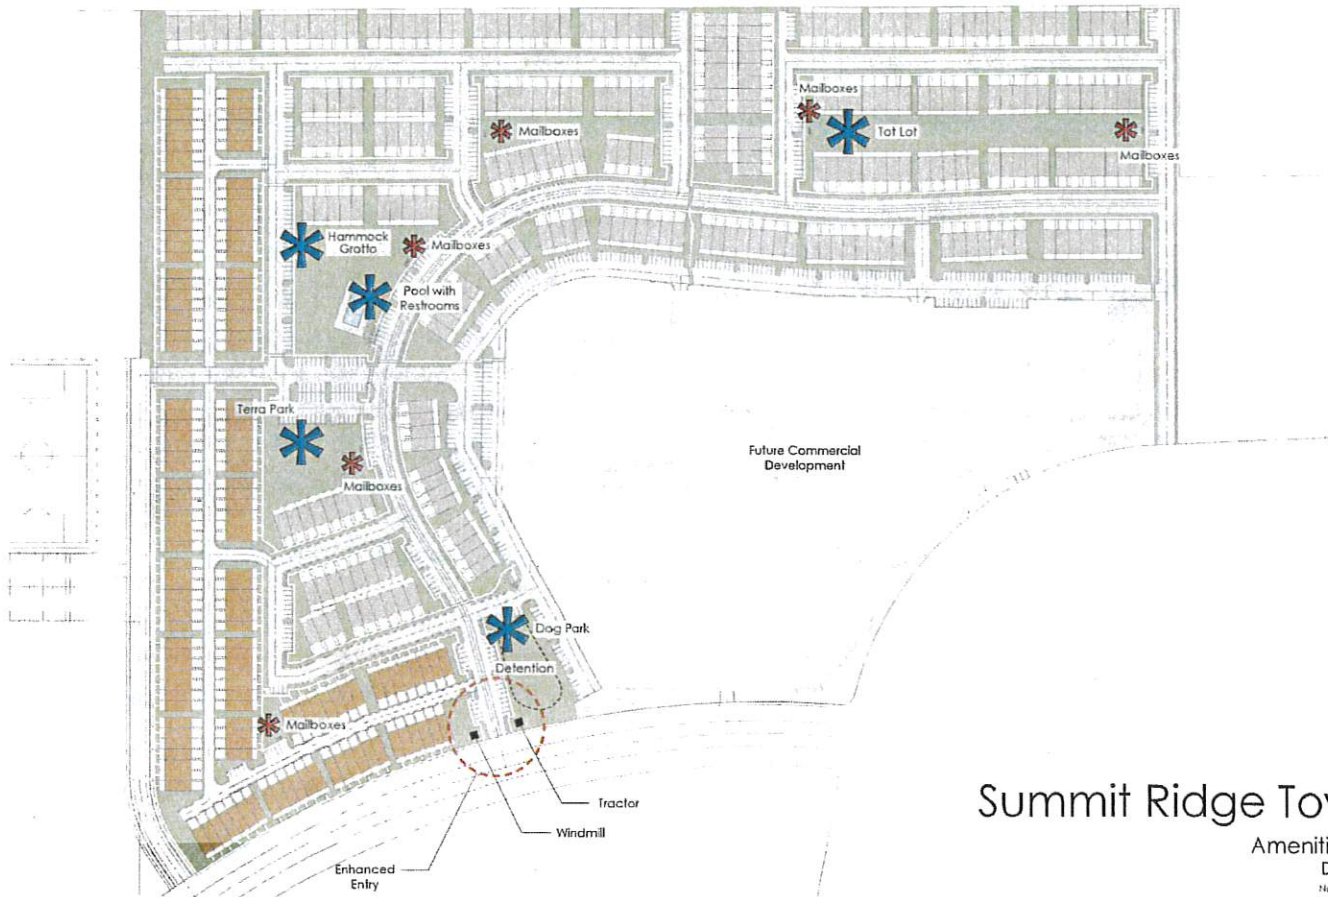 Mailboxes
Mailboxes
Tot Lot
Mailboxes
Hammock
Grotto
Mailboxes
Pool with
Restrooms
Terra Park
Mailboxes
Future Commercial
Development
Dog Park
Detention
Mailboxes
Tractor
Windmill
Enhanced
Entry
Summit Ridge To
Ameniti
D